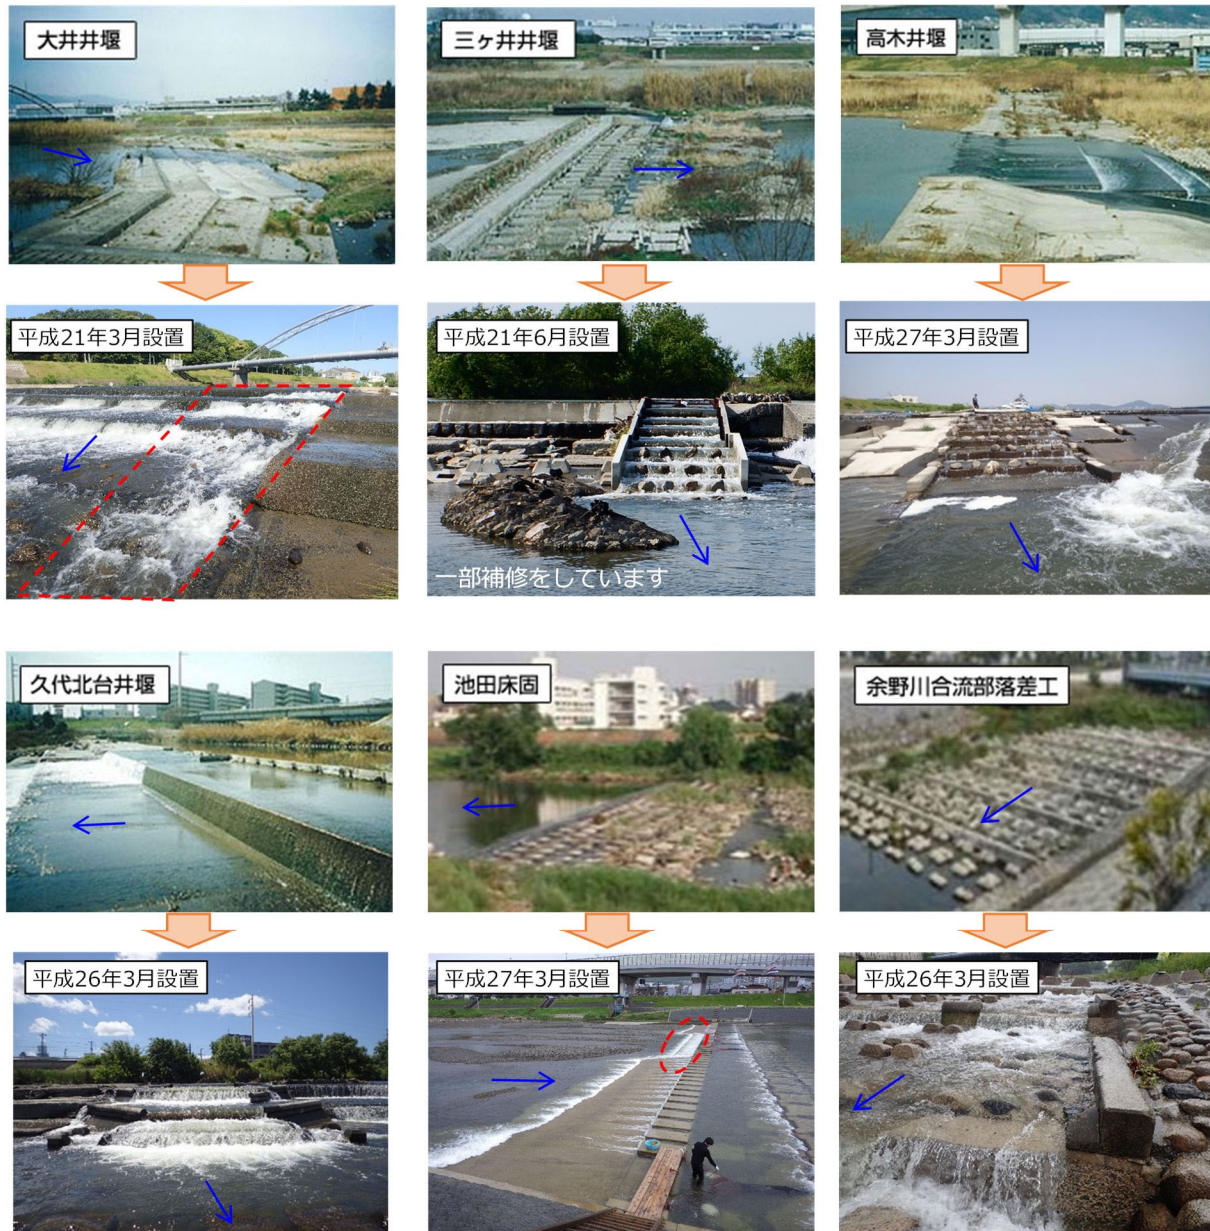 大井井堰
三ヶ井井堰
高木井堰
平成21年3月設置
平成21年6月設置
平成27年3月設置
一部補修をしています
久代北台井堰
池田床固
余野川合流部落差工
平成26年3月設置
平成27年3月設置
平成26年3月設置